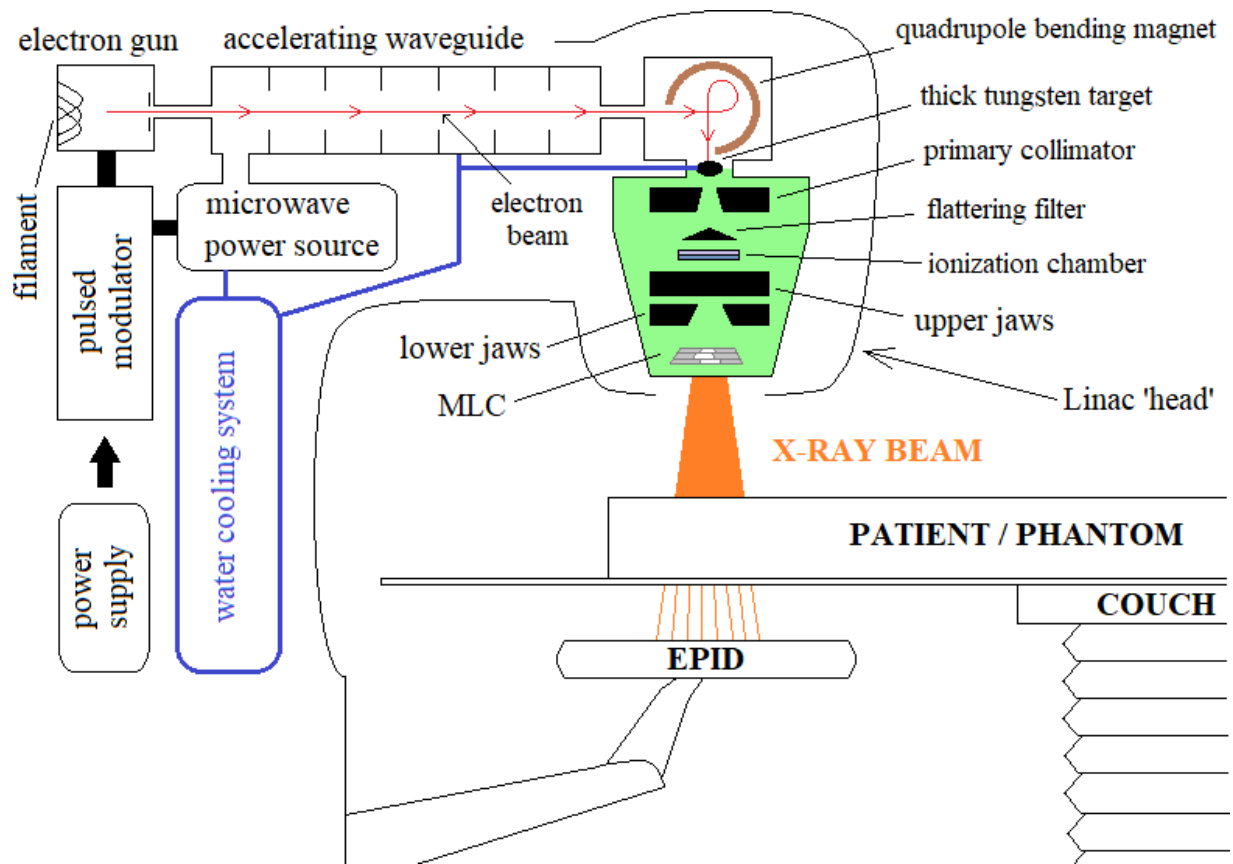 electron gun
accelerating waveguide
quadrupole bending magnet
thick tungsten target
primary collimator
flattering filter
ionization chamber
upper jaws
Linac 'head'
filament
pulsed
modulator
microwave
power source
electron
beam
lower jaws
MLC
power
supply
water cooling system
X-RAY BEAM
PATIENT / PHANTOM
COUCH
EPID